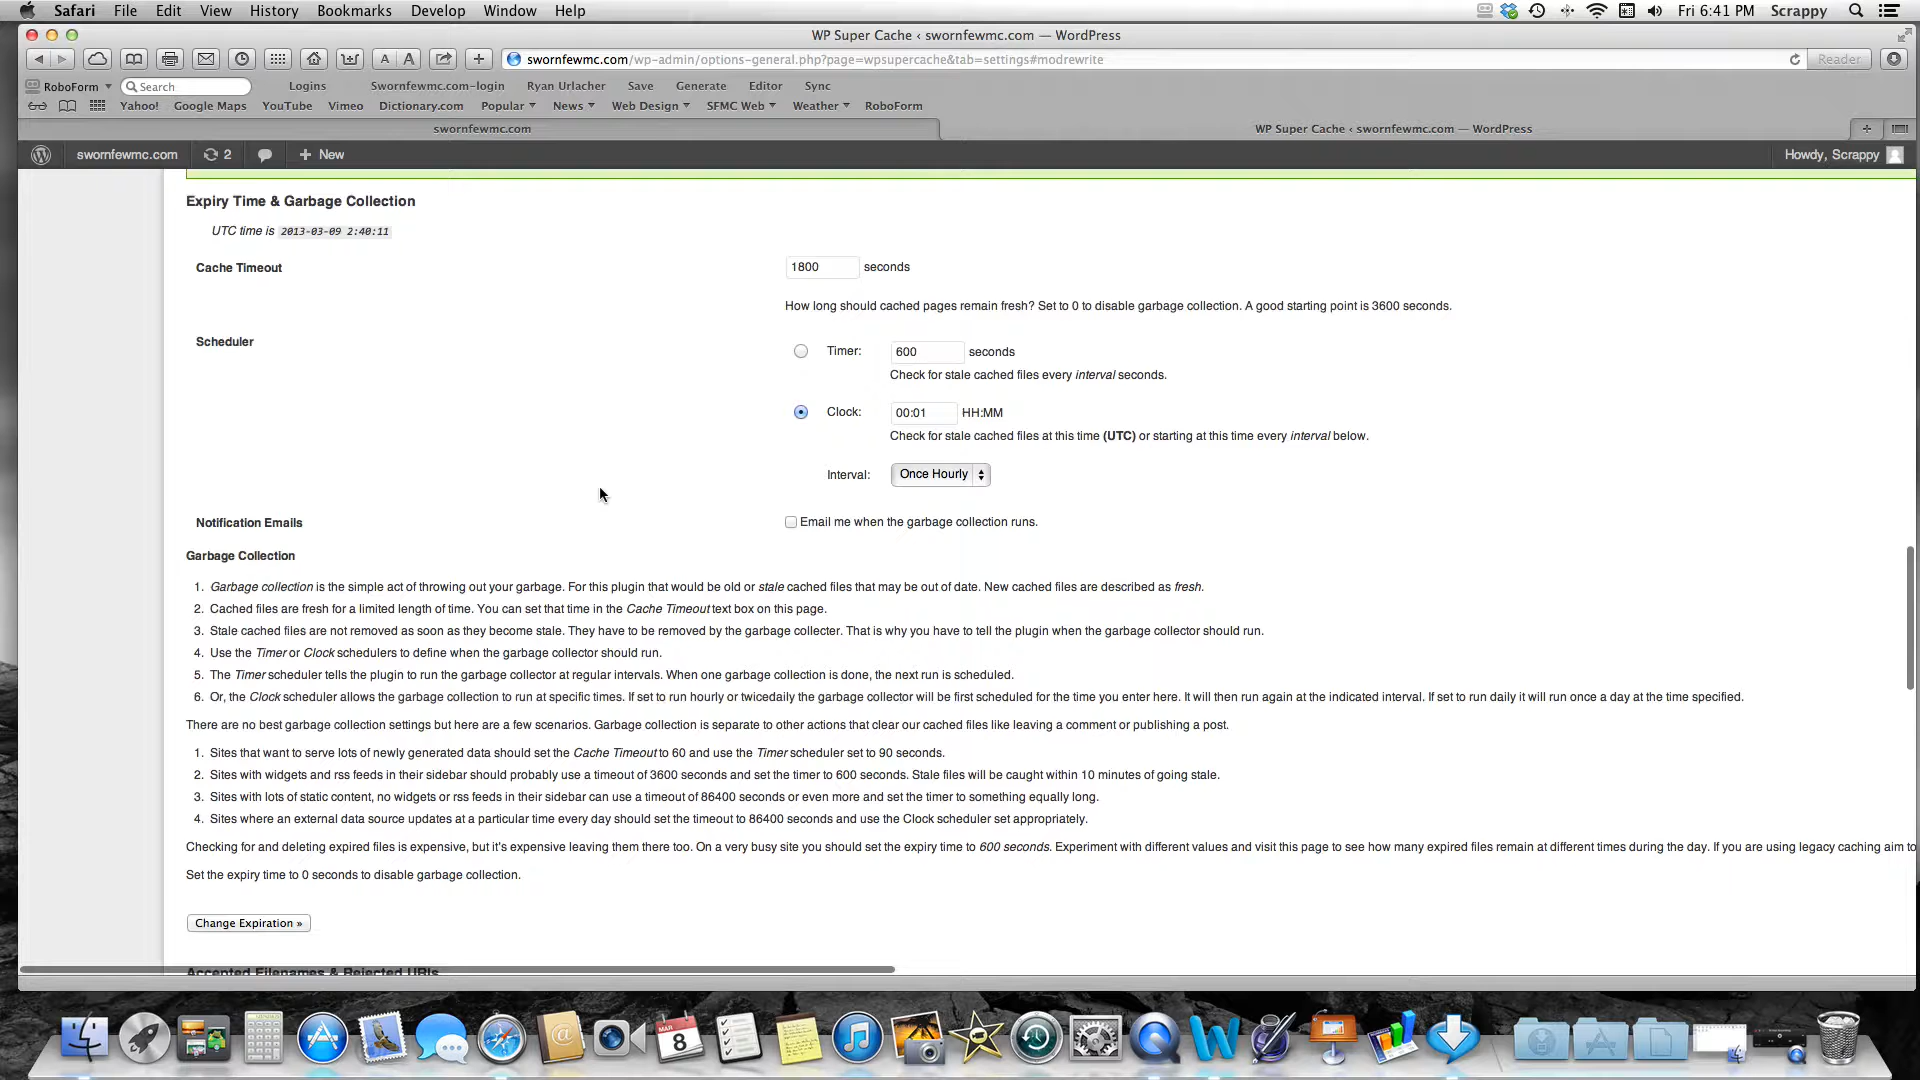 Safari File Edit View History Bookmarks Develop Window Help Fri 6:41 PM Scrappy
WP Super Cache ‹ swornfewmc.com — WordPress
A A + swornfewmc.com/wp-admin/options-general.php?page=wpsupercache&tab=settings#modrewrite Reader
RoboForm Search Logins Swornfewmc.com-login Ryan Urlacher Save Generate Editor Sync
Yahoo! Google Maps YouTube Vimeo Dictionary.com Popular News Web Design SFMC Web Weather RoboForm
swornfewmc.com WP Super Cache ‹ swornfewmc.com — WordPress +
swornfewmc.com 2 + New Howdy, Scrappy
Expiry Time & Garbage Collection
UTC time is 2013-03-09 2:40:11
Cache Timeout 1800 seconds
How long should cached pages remain fresh? Set to 0 to disable garbage collection. A good starting point is 3600 seconds.
Scheduler
Timer: 600 seconds
Check for stale cached files every interval seconds.
Clock: 00:01 HH:MM
Check for stale cached files at this time (UTC) or starting at this time every interval below.
Interval: Once Hourly
Notification Emails Email me when the garbage collection runs.
Garbage Collection
1. Garbage collection is the simple act of throwing out your garbage. For this plugin that would be old or stale cached files that may be out of date. New cached files are described as fresh.
2. Cached files are fresh for a limited length of time. You can set that time in the Cache Timeout text box on this page.
3. Stale cached files are not removed as soon as they become stale. They have to be removed by the garbage collecter. That is why you have to tell the plugin when the garbage collector should run.
4. Use the Timer or Clock schedulers to define when the garbage collector should run.
5. The Timer scheduler tells the plugin to run the garbage collector at regular intervals. When one garbage collection is done, the next run is scheduled.
6. Or, the Clock scheduler allows the garbage collection to run at specific times. If set to run hourly or twicedaily the garbage collector will be first scheduled for the time you enter here. It will then run again at the indicated interval. If set to run daily it will run once a day at the time specified.
There are no best garbage collection settings but here are a few scenarios. Garbage collection is separate to other actions that clear our cached files like leaving a comment or publishing a post.
1. Sites that want to serve lots of newly generated data should set the Cache Timeout to 60 and use the Timer scheduler set to 90 seconds.
2. Sites with widgets and rss feeds in their sidebar should probably use a timeout of 3600 seconds and set the timer to 600 seconds. Stale files will be caught within 10 minutes of going stale.
3. Sites with lots of static content, no widgets or rss feeds in their sidebar can use a timeout of 86400 seconds or even more and set the timer to something equally long.
4. Sites where an external data source updates at a particular time every day should set the timeout to 86400 seconds and use the Clock scheduler set appropriately.
Checking for and deleting expired files is expensive, but it's expensive leaving them there too. On a very busy site you should set the expiry time to 600 seconds. Experiment with different values and visit this page to see how many expired files remain at different times during the day. If you are using legacy caching aim to
Set the expiry time to 0 seconds to disable garbage collection.
Change Expiration »
Accepted Filenames & Rejected URIs
MAR
8